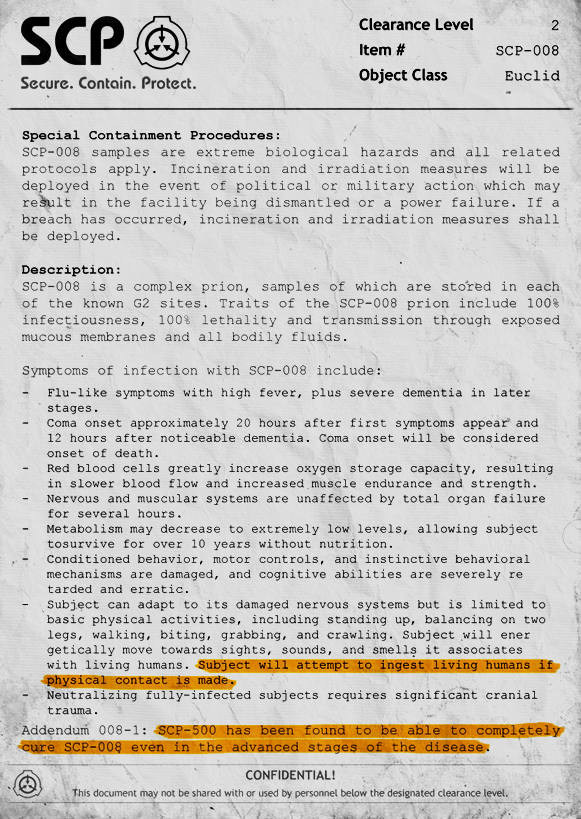 SCP
Secure. Contain. Protect.
Clearance Level 2
Item # SCP-008
Object Class Euclid
Special Containment Procedures:
SCP-008 samples are extreme biological hazards and all related
protocols apply. Incineration and irradiation measures will be
deployed in the event of political or military action which may
result in the facility being dismantled or a power failure. If a
breach has occurred, incineration and irradiation measures shall
be deployed.
Description:
SCP-008 is a complex prion, samples of which are stored in each
of the known G2 sites. Traits of the SCP-008 prion include 100%
infectiousness, 100% lethality and transmission through exposed
mucous membranes and all bodily fluids.
Symptoms of infection with SCP-008 include:
- Flu-like symptoms with high fever, plus severe dementia in later
stages.
- Coma onset approximately 20 hours after first symptoms appear and
12 hours after noticeable dementia. Coma onset will be considered
onset of death.
- Red blood cells greatly increase oxygen storage capacity, resulting
in slower blood flow and increased muscle endurance and strength.
- Nervous and muscular systems are unaffected by total organ failure
for several hours.
- Metabolism may decrease to extremely low levels, allowing subject
tosurvive for over 10 years without nutrition.
- Conditioned behavior, motor controls, and instinctive behavioral
mechanisms are damaged, and cognitive abilities are severely re
tarded and erratic.
- Subject can adapt to its damaged nervous systems but is limited to
basic physical activities, including standing up, balancing on two
legs, walking, biting, grabbing, and crawling. Subject will ener
getically move towards sights, sounds, and smells it associates
with living humans. Subject will attempt to ingest living humans if
physical contact is made.
- Neutralizing fully-infected subjects requires significant cranial
trauma.
Addendum 008-1: SCP-500 has been found to be able to completely
cure SCP-008 even in the advanced stages of the disease.
CONFIDENTIAL!
This document may not be shared with or used by personnel below the designated clearance level.